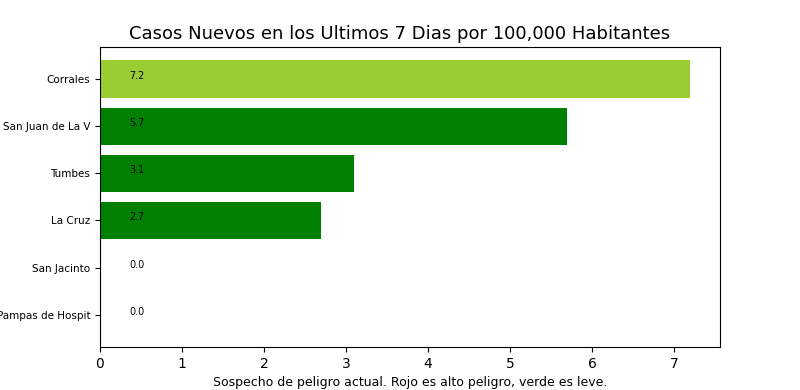 Casos Nuevos en los Ultimos 7 Dias por 100,000 Habitantes
Corrales 7.2
San Juan de La V 5.7
Tumbes 3.1
La Cruz 2.7
San Jacinto 0.0
Pampas de Hospit 0.0
0 1 2 3 4 5 6 7
Sospecho de peligro actual. Rojo es alto peligro, verde es leve.